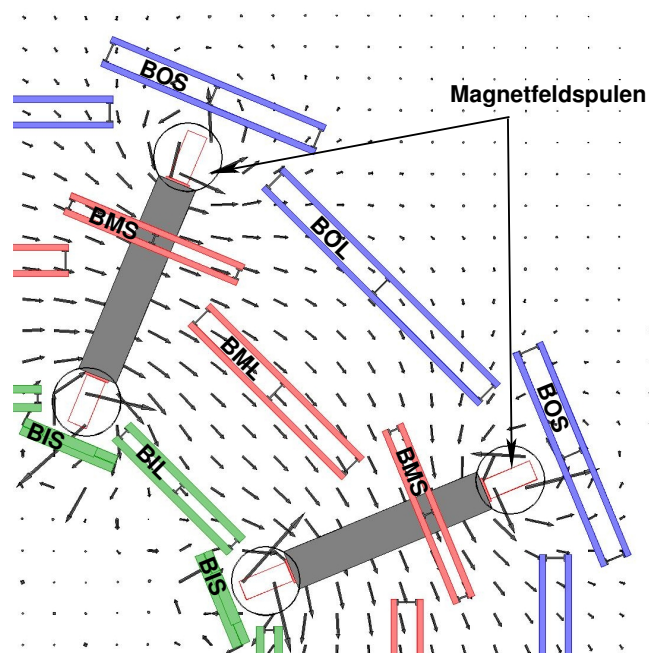 BOS
Magnetfeldspulen
BMS
BOL
BML
BOS
BIS
BIL
BMS
BIS